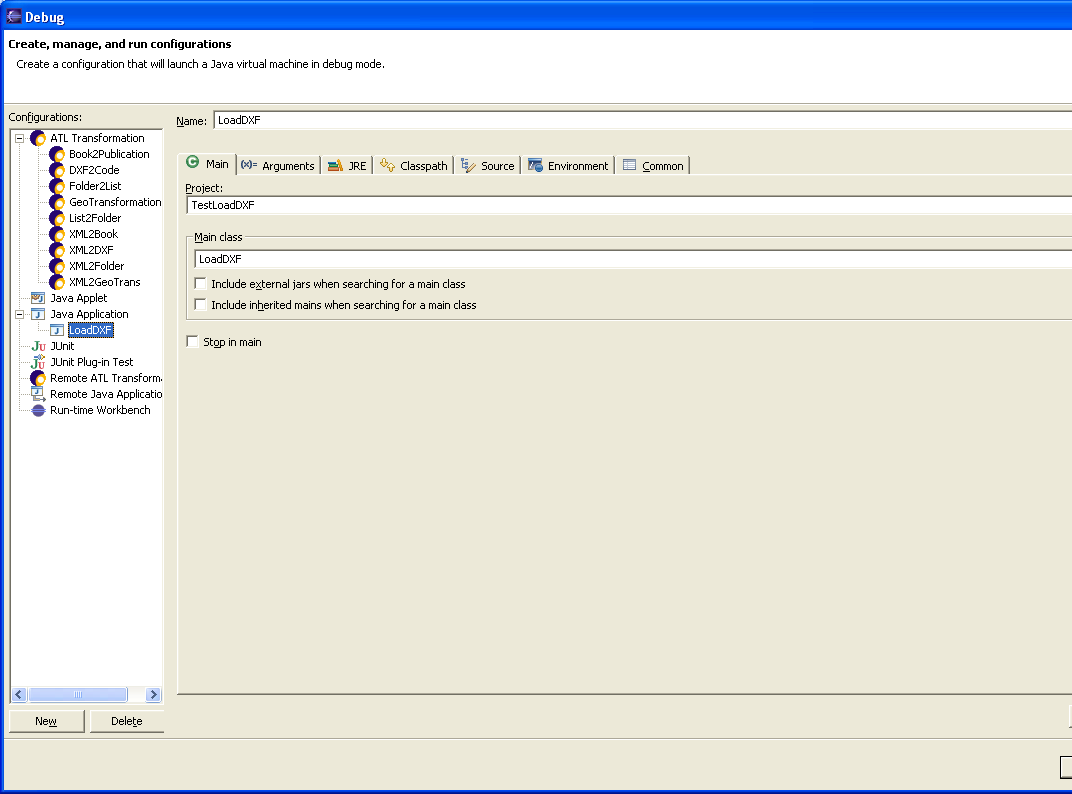 Debug
Create, manage, and run configurations
Create a configuration that will launch a Java virtual machine in debug mode.
Configurations:
ATL Transformation
Book2Publication
DXF2Code
Folder2List
GeoTransformation
List2Folder
XML2Book
XML2DXF
XML2Folder
XML2GeoTrans
Java Applet
Java Application
LoadDXF
JUnit
JUnit Plug-in Test
Remote ATL Transform
Remote Java Applicatio
Run-time Workbench
New Delete
Name: LoadDXF
Main (x)= Arguments JRE Classpath Source Environment Common
Project:
TestLoadDXF
Main class
LoadDXF
Include external jars when searching for a main class
Include inherited mains when searching for a main class
Stop in main